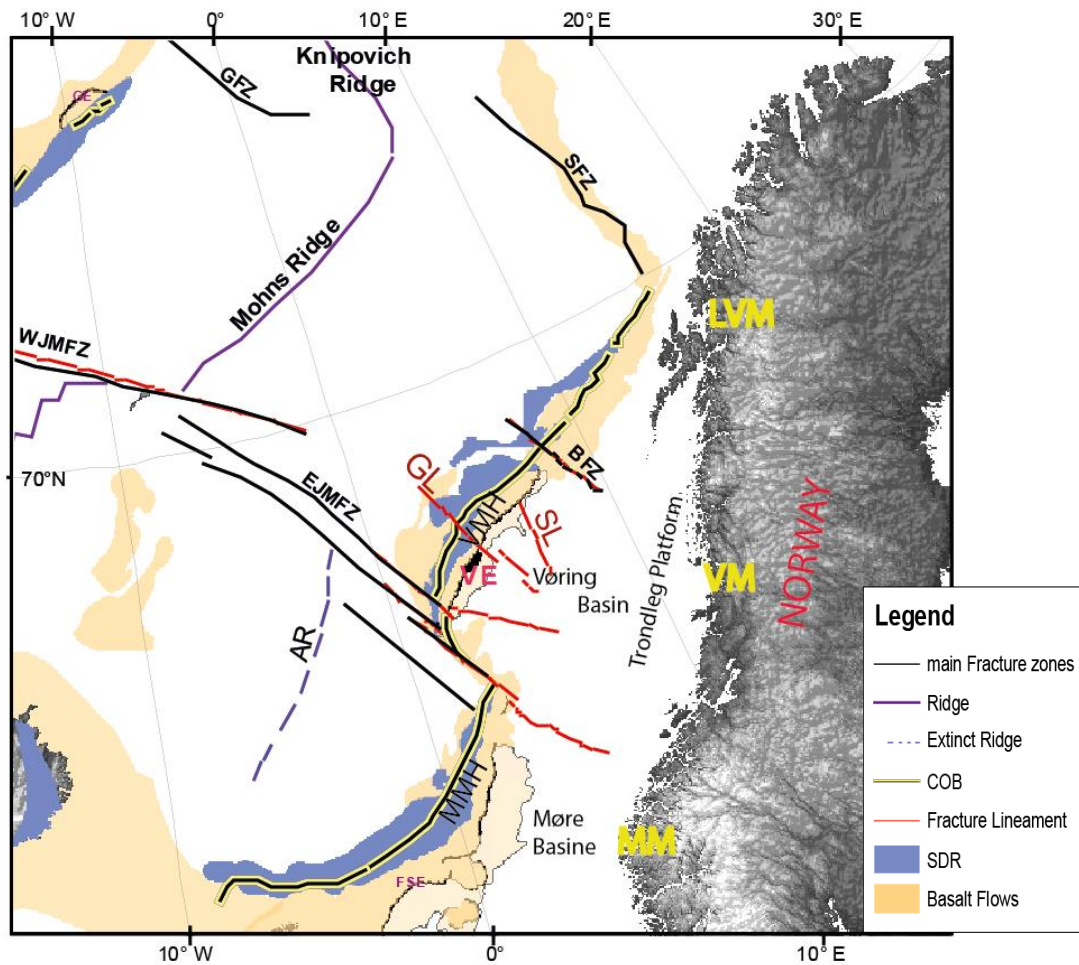 10°W 0° 10°E 20°E 30°E
Knipovich
Ridge
GFZ
GE
SFZ
Mohns Ridge
LVM
WJMFZ
70°N
EJMFZ
GL
BFZ
VMH
SL
VE
Vøring
Basin
Trondleg Platform
VM
NORWAY
AR
MMH
Møre
Basine
MM
FSE
Legend
main Fracture zones
Ridge
Extinct Ridge
COB
Fracture Lineament
SDR
Basalt Flows
10°W 0° 10°E